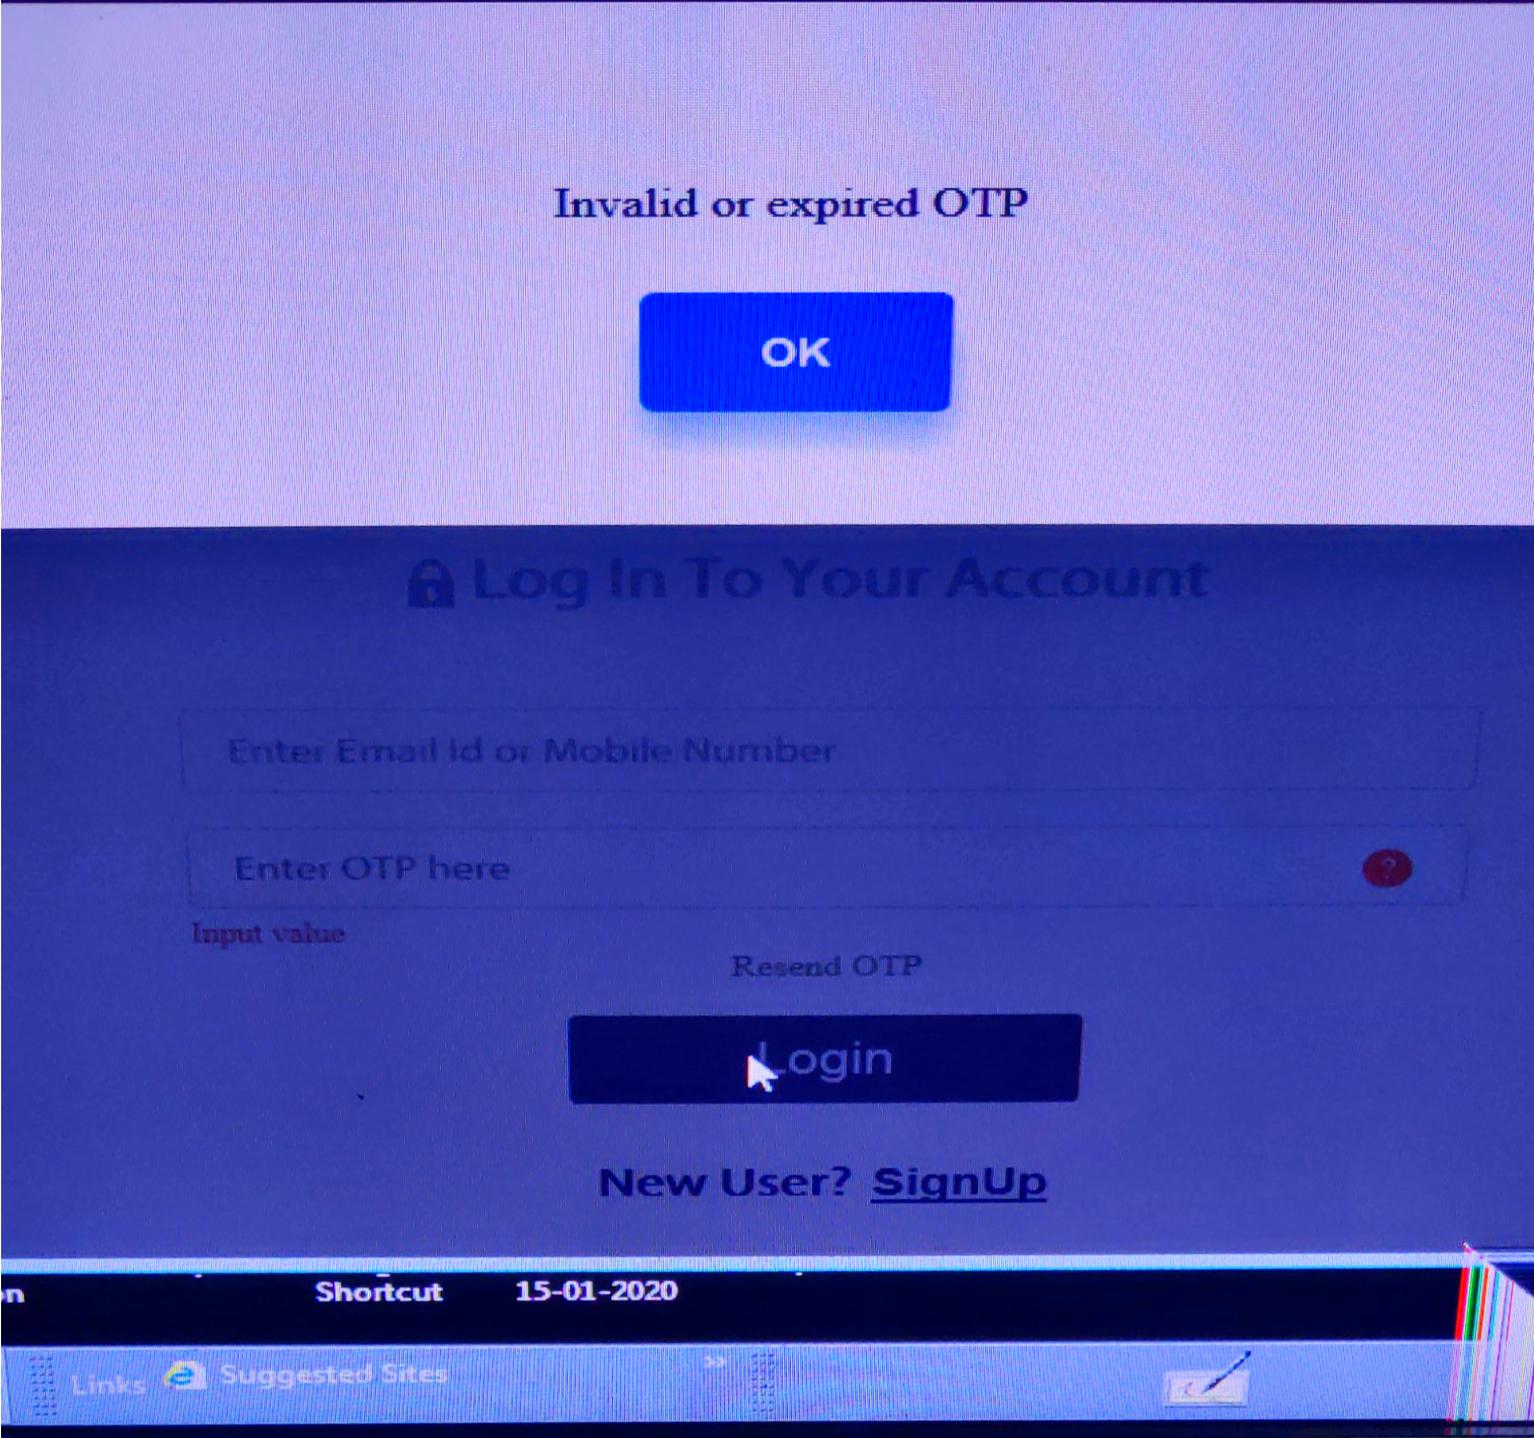 Invalid or expired OTP
OK
Log In To Your Account
Enter Email Id or Mobile Number
Enter OTP here
?
Input value
Resend OTP
Login
New User? SignUp
Shortcut 15-01-2020
Links Suggested Sites »